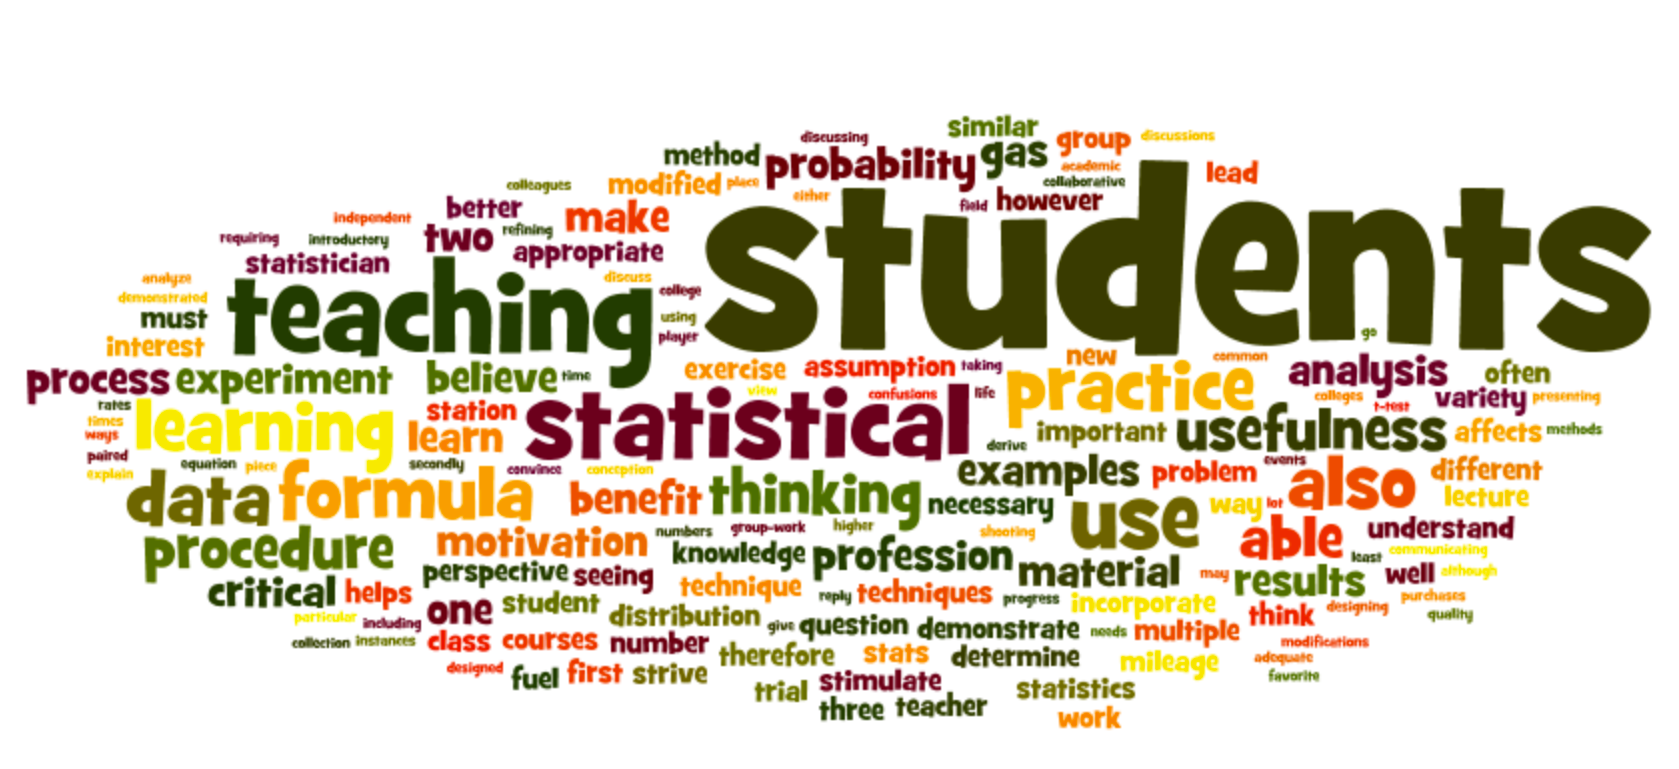 similar
discussing
group
discussions
method
probability
gas
academic
lead
colleagues
modified
place
collaborative
either
students
better
make
field
however
independent
two
refining
requiring
introductory
appropriate
statistician
analyze
teaching
discuss
college
demonstrated
must
using
player
go
interest
exercise
assumption
taking
new
common
analysis
often
process
experiment
believe
time
view
confusions
life
practice
colleges
t-test
variety
presenting
rates
times
ways
learning
station
learn
statistical
derive
important
usefulness
affects
methods
paired
explain
equation
piece
secondly
convince
conception
examples
problem
events
also
different
data
formula
benefit
thinking
necessary
use
way
lot
lecture
procedure
motivation
numbers
group-work
higher
shooting
able
understand
knowledge
profession
least
communicating
critical
helps
perspective
seeing
technique
material
may
results
well
although
reply
techniques
progress
incorporate
think
designing
purchases
quality
particular
including
one
student
distribution
give
question
demonstrate
needs
multiple
modifications
collection
instances
class
courses
number
therefore
stats
determine
mileage
adequate
designed
fuel
first
strive
favorite
trial
stimulate
statistics
three
teacher
work